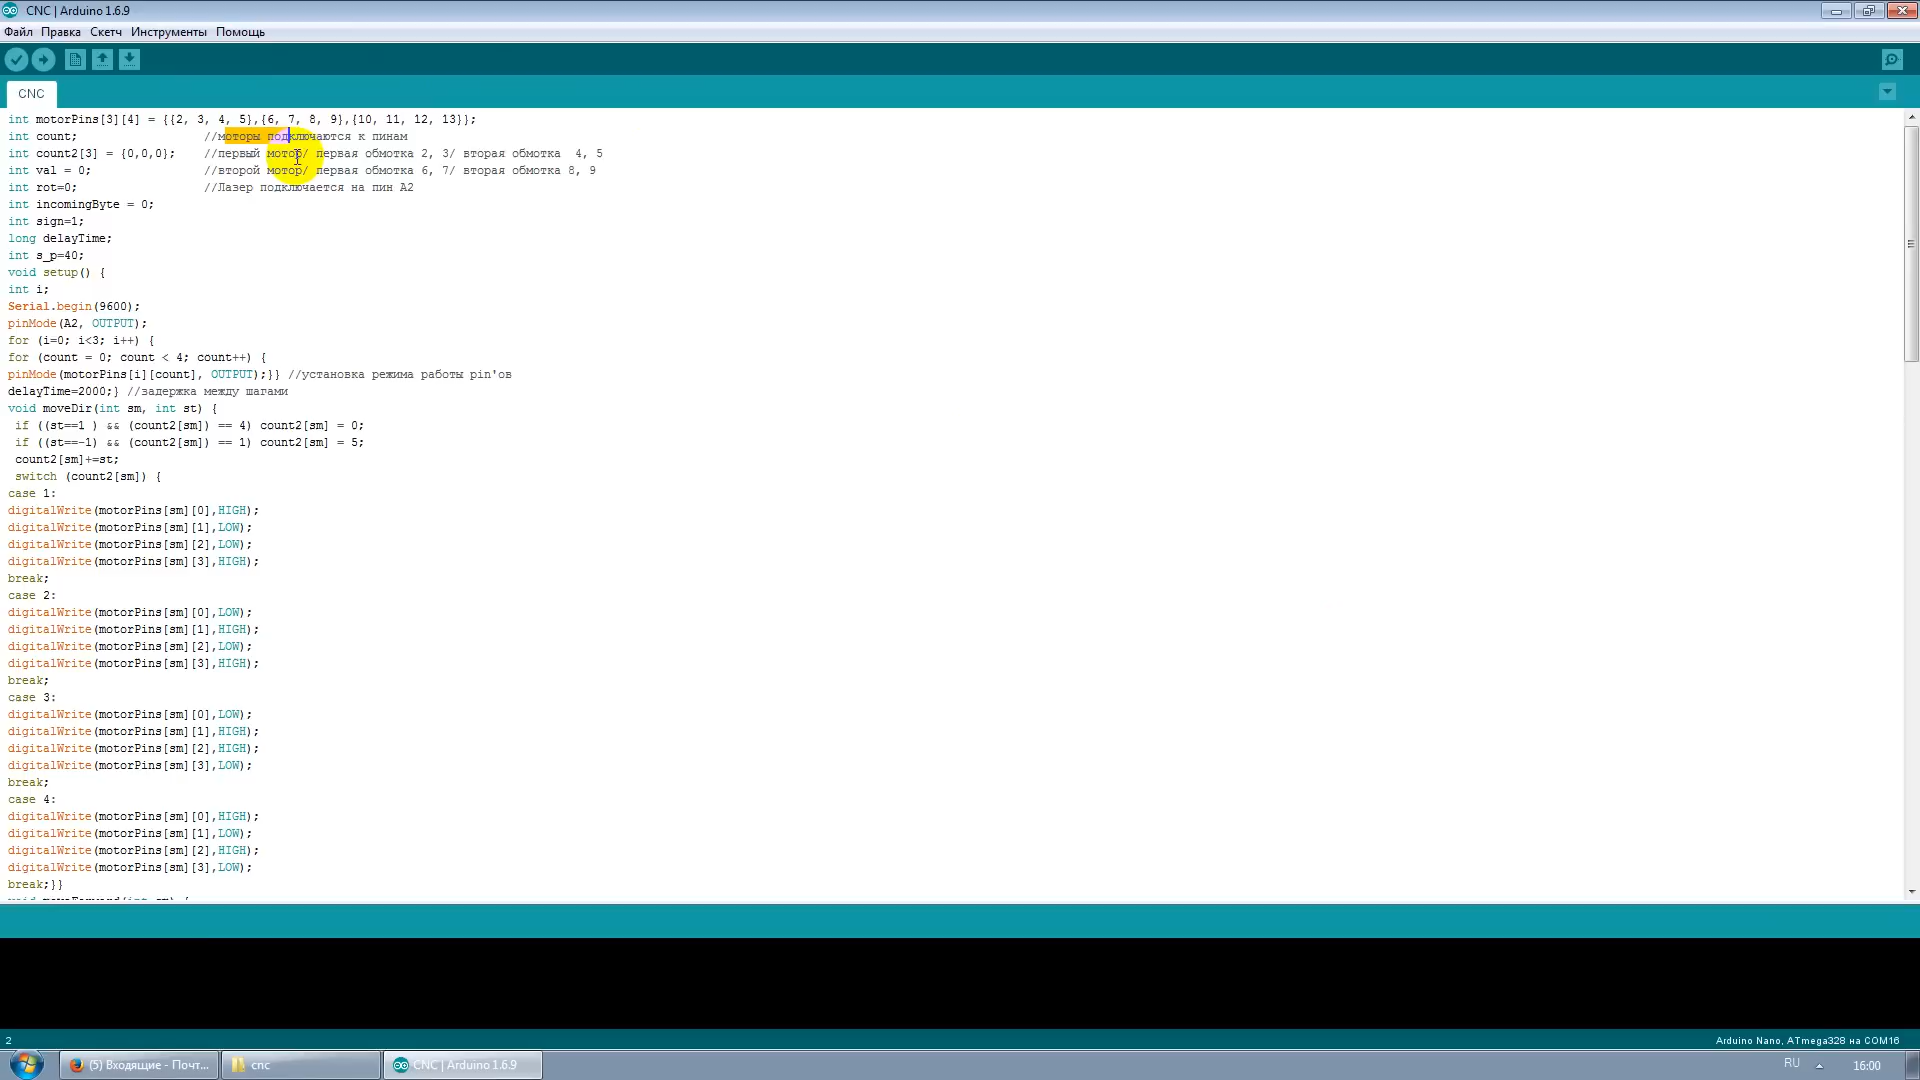 CNC | Arduino 1.6.9
Файл Правка Скетч Инструменты Помощь
CNC
int motorPins[3][4] = {{2, 3, 4, 5},{6, 7, 8, 9},{10, 11, 12, 13}};
int count; //моторы подключаются к пинам
int count2[3] = {0,0,0}; //первый мотор/ первая обмотка 2, 3/ вторая обмотка 4, 5
int val = 0; //второй мотор/ первая обмотка 6, 7/ вторая обмотка 8, 9
int rot=0; //Лазер подключается на пин A2
int incomingByte = 0;
int sign=1;
long delayTime;
int s_p=40;
void setup() {
int i;
Serial.begin(9600);
pinMode(A2, OUTPUT);
for (i=0; i<3; i++) {
for (count = 0; count < 4; count++) {
pinMode(motorPins[i][count], OUTPUT);}} //установка режима работы pin'ов
delayTime=2000;} //задержка между шагами
void moveDir(int sm, int st) {
if ((st==1 ) && (count2[sm]) == 4) count2[sm] = 0;
if ((st==-1) && (count2[sm]) == 1) count2[sm] = 5;
count2[sm]+=st;
switch (count2[sm]) {
case 1:
digitalWrite(motorPins[sm][0],HIGH);
digitalWrite(motorPins[sm][1],LOW);
digitalWrite(motorPins[sm][2],LOW);
digitalWrite(motorPins[sm][3],HIGH);
break;
case 2:
digitalWrite(motorPins[sm][0],LOW);
digitalWrite(motorPins[sm][1],HIGH);
digitalWrite(motorPins[sm][2],LOW);
digitalWrite(motorPins[sm][3],HIGH);
break;
case 3:
digitalWrite(motorPins[sm][0],LOW);
digitalWrite(motorPins[sm][1],HIGH);
digitalWrite(motorPins[sm][2],HIGH);
digitalWrite(motorPins[sm][3],LOW);
break;
case 4:
digitalWrite(motorPins[sm][0],HIGH);
digitalWrite(motorPins[sm][1],LOW);
digitalWrite(motorPins[sm][2],HIGH);
digitalWrite(motorPins[sm][3],LOW);
break;}}
void moveForward(int sm) {
2
Arduino Nano, ATmega328 на COM16
(5) Входящие - Почт...
cnc
CNC | Arduino 1.6.9
RU
16:00